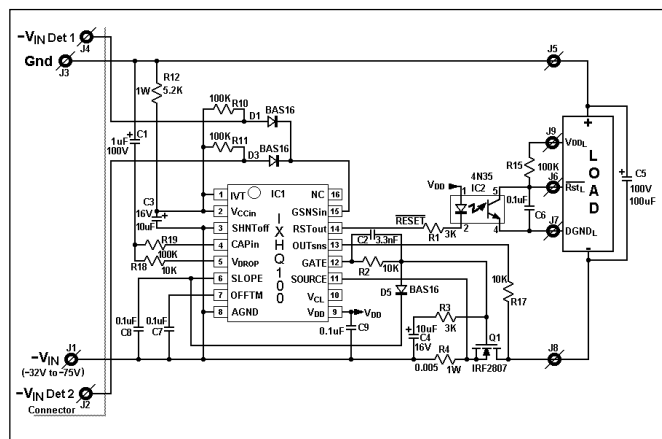 −VIN Det 1
J4
Gnd
J3
J5
R12
1W
5.2K
100K
R10
D1
BAS16
100K
R11
D3
BAS16
1uF
100V
C1
C3
16V
10uF
R19
100K
R18
10K
IC1
IXHQ100
1 IVT
2 VCCin
3 SHNToff
4 CAPin
5 VDROP
6 SLOPE
7 OFFTM
8 AGND
NC 16
GSNSin 15
RSTout 14
OUTsns 13
GATE 12
SOURCE 11
VCL 10
VDD 9
VDD
RESET
R1
3K
C2
3.3nF
R2
10K
D5
BAS16
VDD
4N35
IC2
1
2
5
4
R15
100K
0.1uF
C6
J9
VDDL
J6
RstL
J7
DGNDL
+
LOAD
-
C5
100V
100uF
10K
R17
R3
3K
10uF
C4
16V
0.005
R4
1W
Q1
IRF2807
J8
0.1uF
C9
0.1uF
C8
0.1uF
C7
J1
−VIN
(−32V to −75V)
−VIN Det 2
J2
Connector